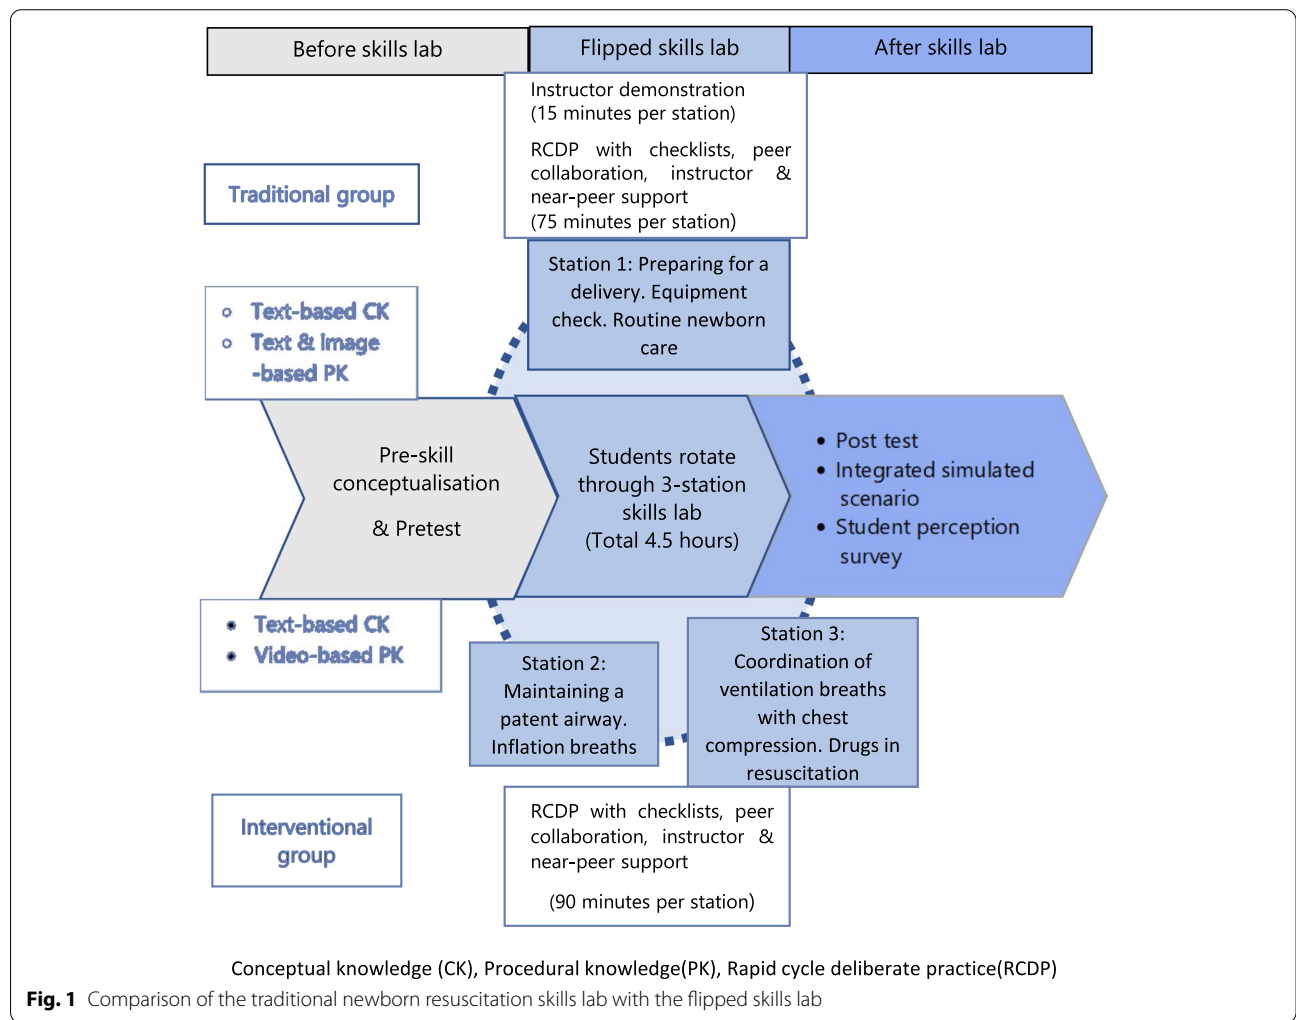 Before skills lab
Flipped skills lab
After skills lab
Instructor demonstration
(15 minutes per station)
RCDP with checklists, peer
collaboration, instructor &
near-peer support
(75 minutes per station)
Traditional group
Station 1: Preparing for a
delivery. Equipment
check. Routine newborn
care
Text-based CK
Text & image
-based PK
Pre-skill
conceptualisation
& Pretest
Students rotate
through 3-station
skills lab
(Total 4.5 hours)
• Post test
• Integrated simulated
scenario
• Student perception
survey
• Text-based CK
• Video-based PK
Station 2:
Maintaining a
patent airway.
Inflation breaths
Station 3:
Coordination of
ventilation breaths
with chest
compression. Drugs in
resuscitation
Interventional
group
RCDP with checklists, peer
collaboration, instructor &
near-peer support
(90 minutes per station)
Conceptual knowledge (CK), Procedural knowledge(PK), Rapid cycle deliberate practice(RCDP)
Fig. 1 Comparison of the traditional newborn resuscitation skills lab with the flipped skills lab